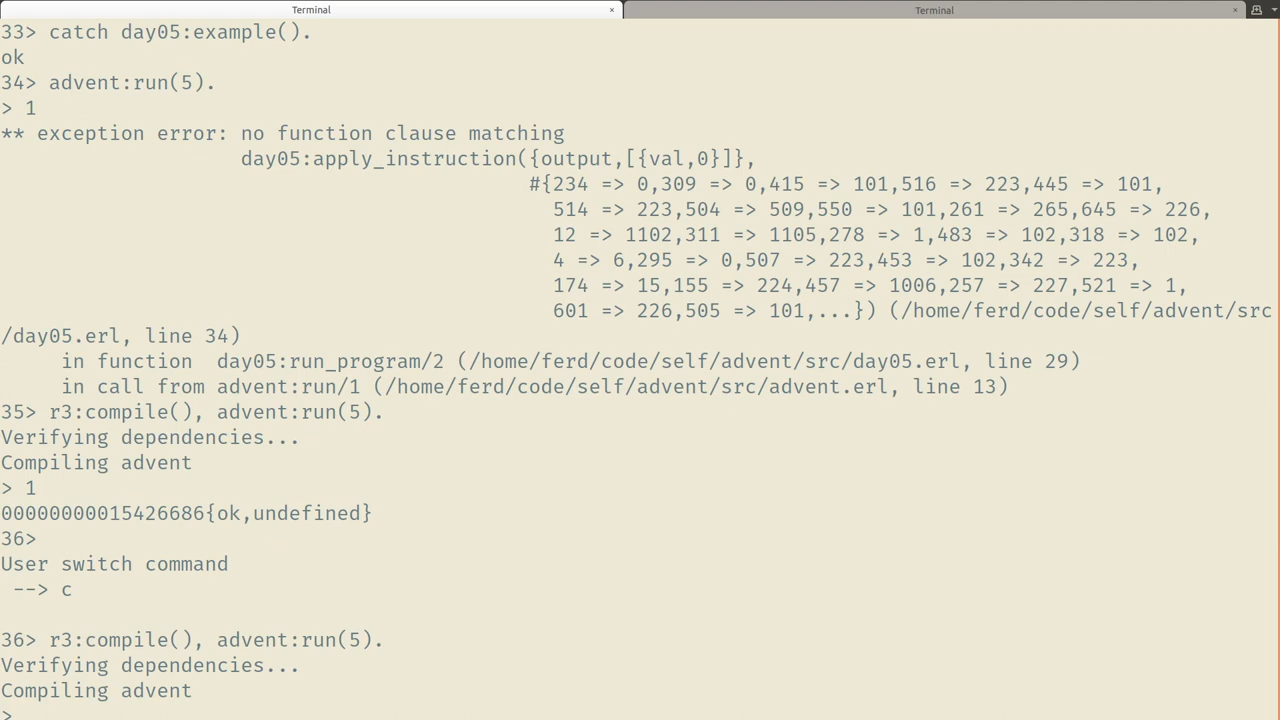 Terminal × Terminal ×
33> catch day05:example().
ok
34> advent:run(5).
> 1
** exception error: no function clause matching
day05:apply_instruction({output,[{val,0}]},
#{234 => 0,309 => 0,415 => 101,516 => 223,445 => 101,
514 => 223,504 => 509,550 => 101,261 => 265,645 => 226,
12 => 1102,311 => 1105,278 => 1,483 => 102,318 => 102,
4 => 6,295 => 0,507 => 223,453 => 102,342 => 223,
174 => 15,155 => 224,457 => 1006,257 => 227,521 => 1,
601 => 226,505 => 101,...}) (/home/ferd/code/self/advent/src
/day05.erl, line 34)
in function  day05:run_program/2 (/home/ferd/code/self/advent/src/day05.erl, line 29)
in call from advent:run/1 (/home/ferd/code/self/advent/src/advent.erl, line 13)
35> r3:compile(), advent:run(5).
Verifying dependencies...
Compiling advent
> 1
00000000015426686{ok,undefined}
36>
User switch command
--> c
36> r3:compile(), advent:run(5).
Verifying dependencies...
Compiling advent
>